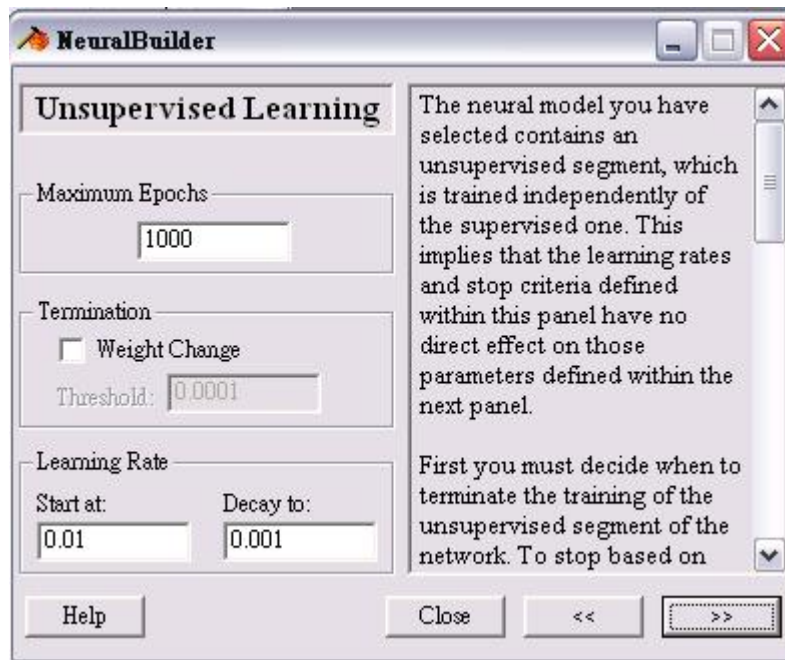 NeuralBuilder
Unsupervised Learning
Maximum Epochs
1000
Termination
Weight Change
Threshold: 0.0001
Learning Rate
Start at: Decay to:
0.01 0.001
The neural model you have
selected contains an
unsupervised segment, which
is trained independently of
the supervised one. This
implies that the learning rates
and stop criteria defined
within this panel have no
direct effect on those
parameters defined within the
next panel.
First you must decide when to
terminate the training of the
unsupervised segment of the
network. To stop based on
Help Close << >>